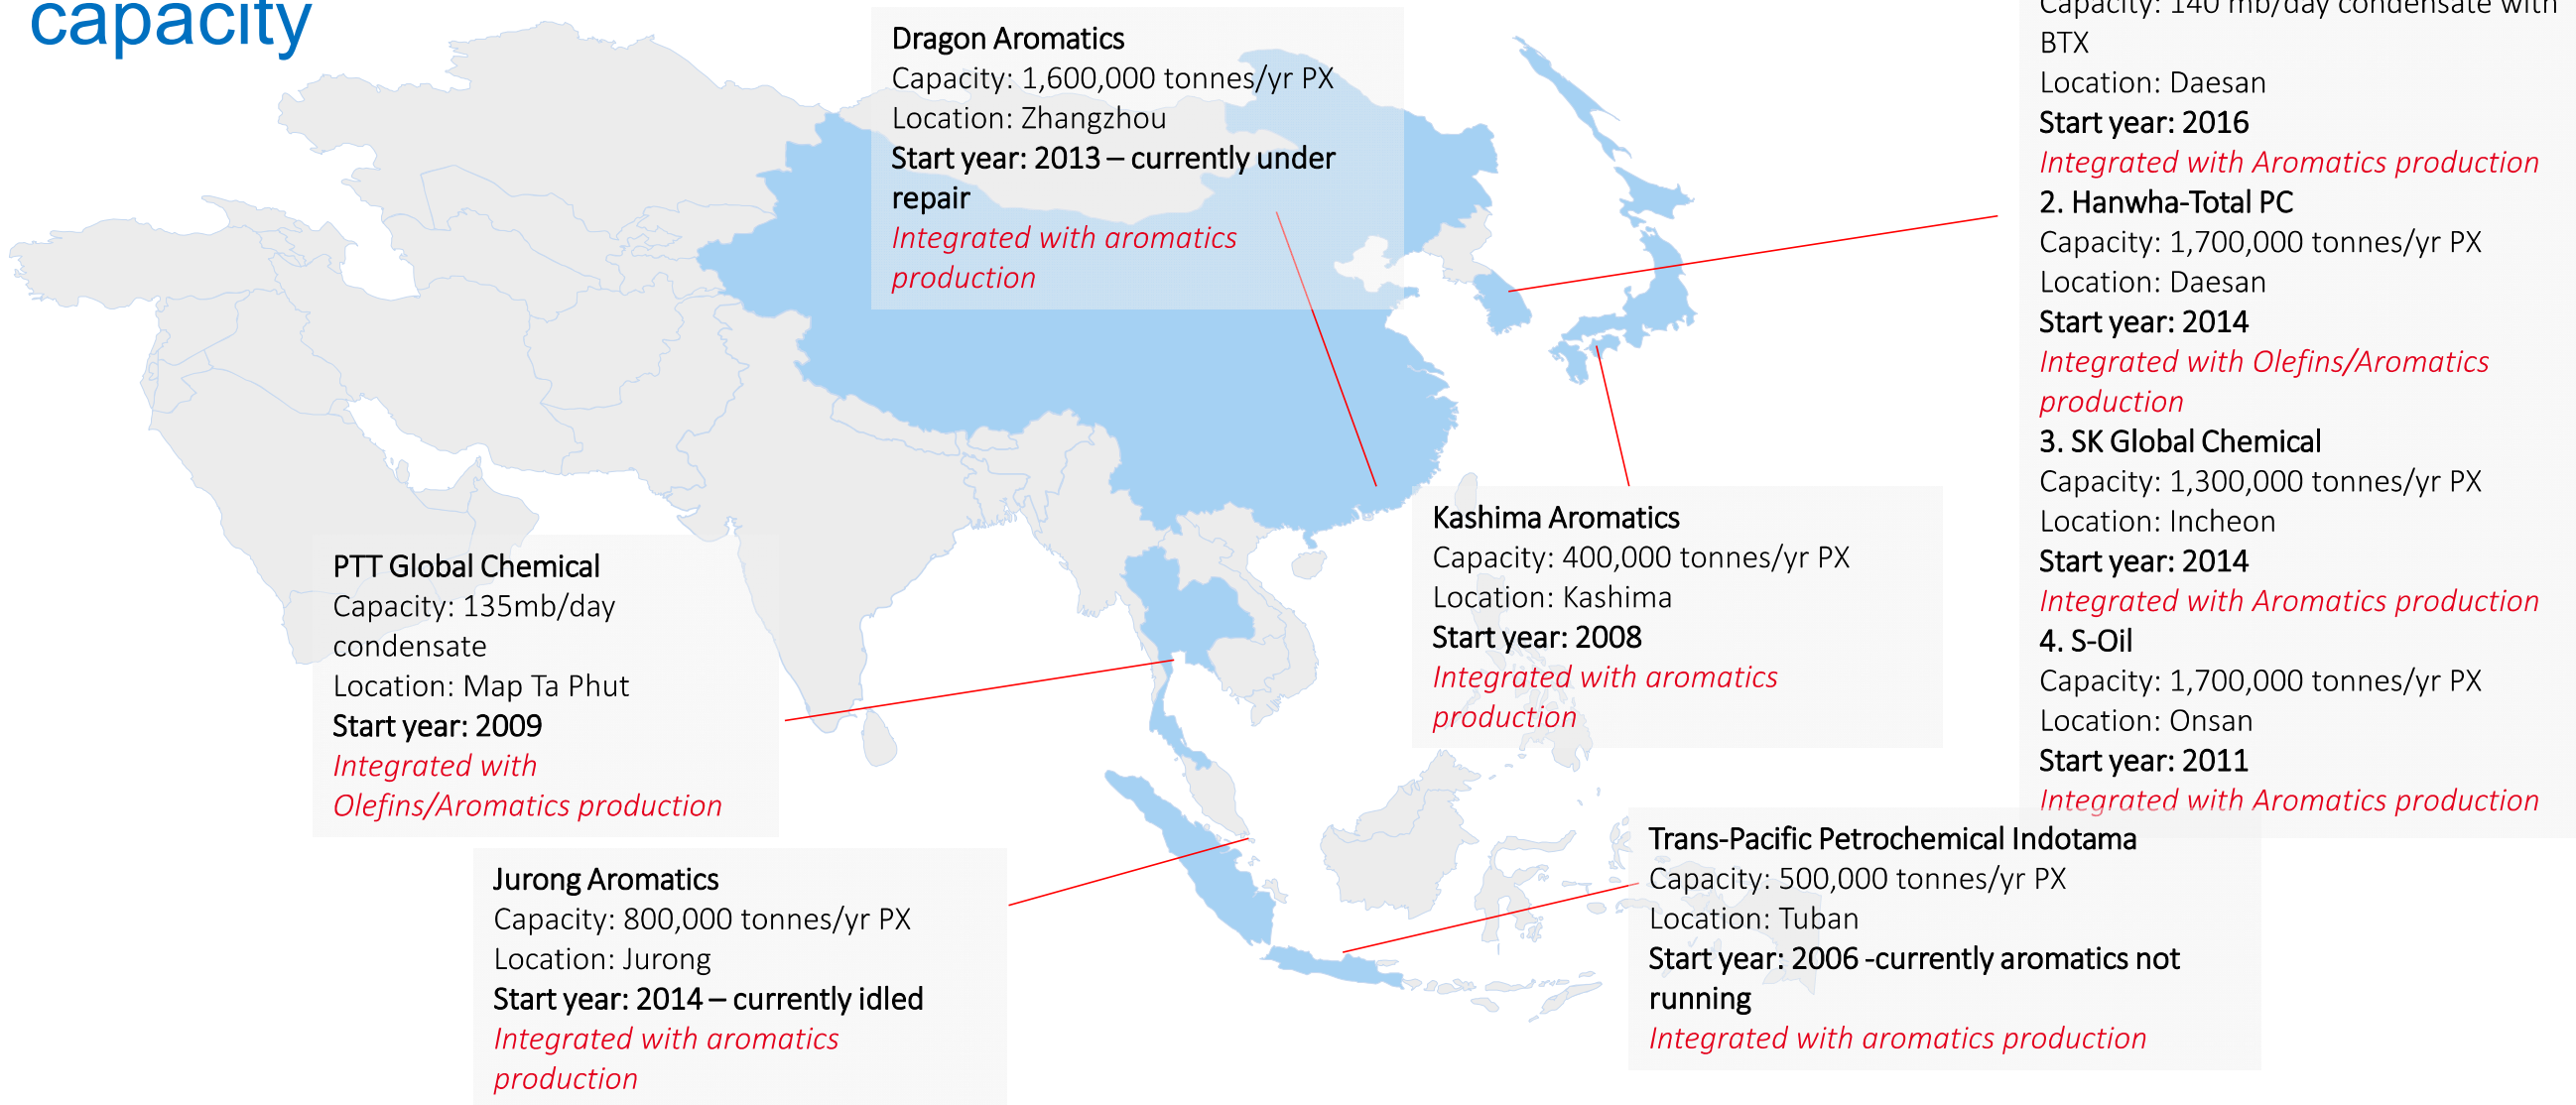 capacity
Dragon Aromatics
Capacity: 1,600,000 tonnes/yr PX
Location: Zhangzhou
Start year: 2013 – currently under
repair
Integrated with aromatics
production
Capacity: 140 mb/day condensate with
BTX
Location: Daesan
Start year: 2016
Integrated with Aromatics production
2. Hanwha-Total PC
Capacity: 1,700,000 tonnes/yr PX
Location: Daesan
Start year: 2014
Integrated with Olefins/Aromatics
production
3. SK Global Chemical
Capacity: 1,300,000 tonnes/yr PX
Location: Incheon
Start year: 2014
Integrated with Aromatics production
4. S-Oil
Capacity: 1,700,000 tonnes/yr PX
Location: Onsan
Start year: 2011
Integrated with Aromatics production
Kashima Aromatics
Capacity: 400,000 tonnes/yr PX
Location: Kashima
Start year: 2008
Integrated with aromatics
production
PTT Global Chemical
Capacity: 135mb/day
condensate
Location: Map Ta Phut
Start year: 2009
Integrated with
Olefins/Aromatics production
Jurong Aromatics
Capacity: 800,000 tonnes/yr PX
Location: Jurong
Start year: 2014 – currently idled
Integrated with aromatics
production
Trans-Pacific Petrochemical Indotama
Capacity: 500,000 tonnes/yr PX
Location: Tuban
Start year: 2006 -currently aromatics not
running
Integrated with aromatics production